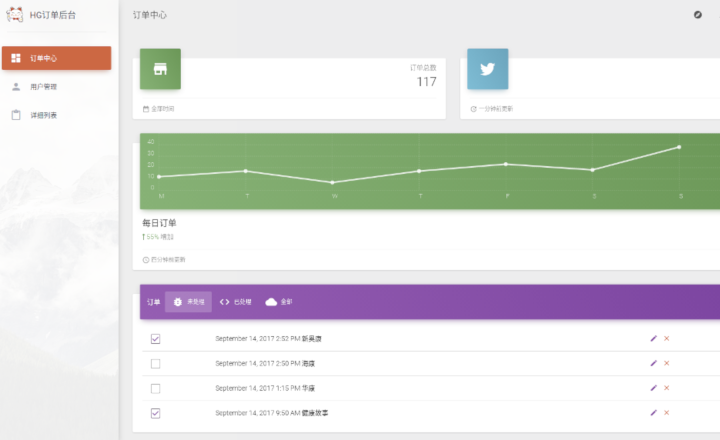 HG订单后台
订单中心
订单中心
用户管理
详细列表
订单总数
117
全部时间
一分钟前更新
40
30
20
10
0
M T W T F S S
每日订单
55% 增加
四分钟前更新
订单 未处理 已处理 全部
September 14, 2017 2:52 PM 新奥康
September 14, 2017 2:50 PM 海康
September 14, 2017 1:15 PM 华康
September 14, 2017 9:50 AM 健康故事